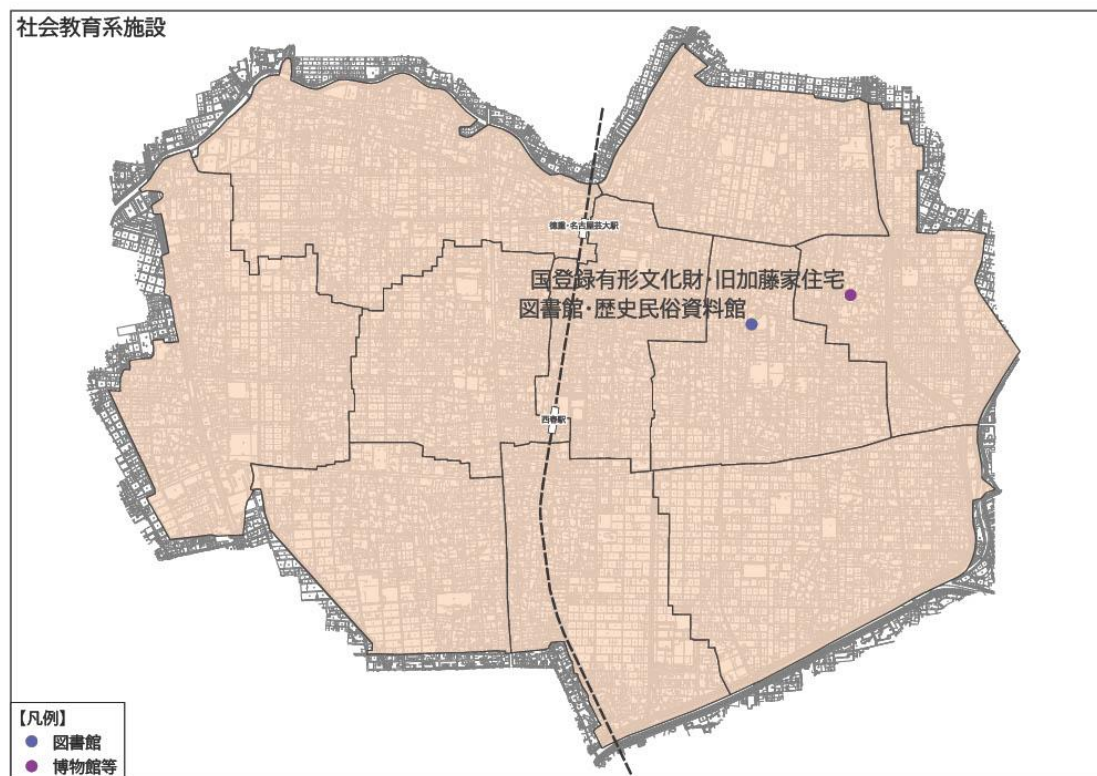 社会教育系施設
徳重・名古屋芸大駅
国登録有形文化財・旧加藤家住宅
図書館・歴史民俗資料館
西春駅
【凡例】
図書館
博物館等